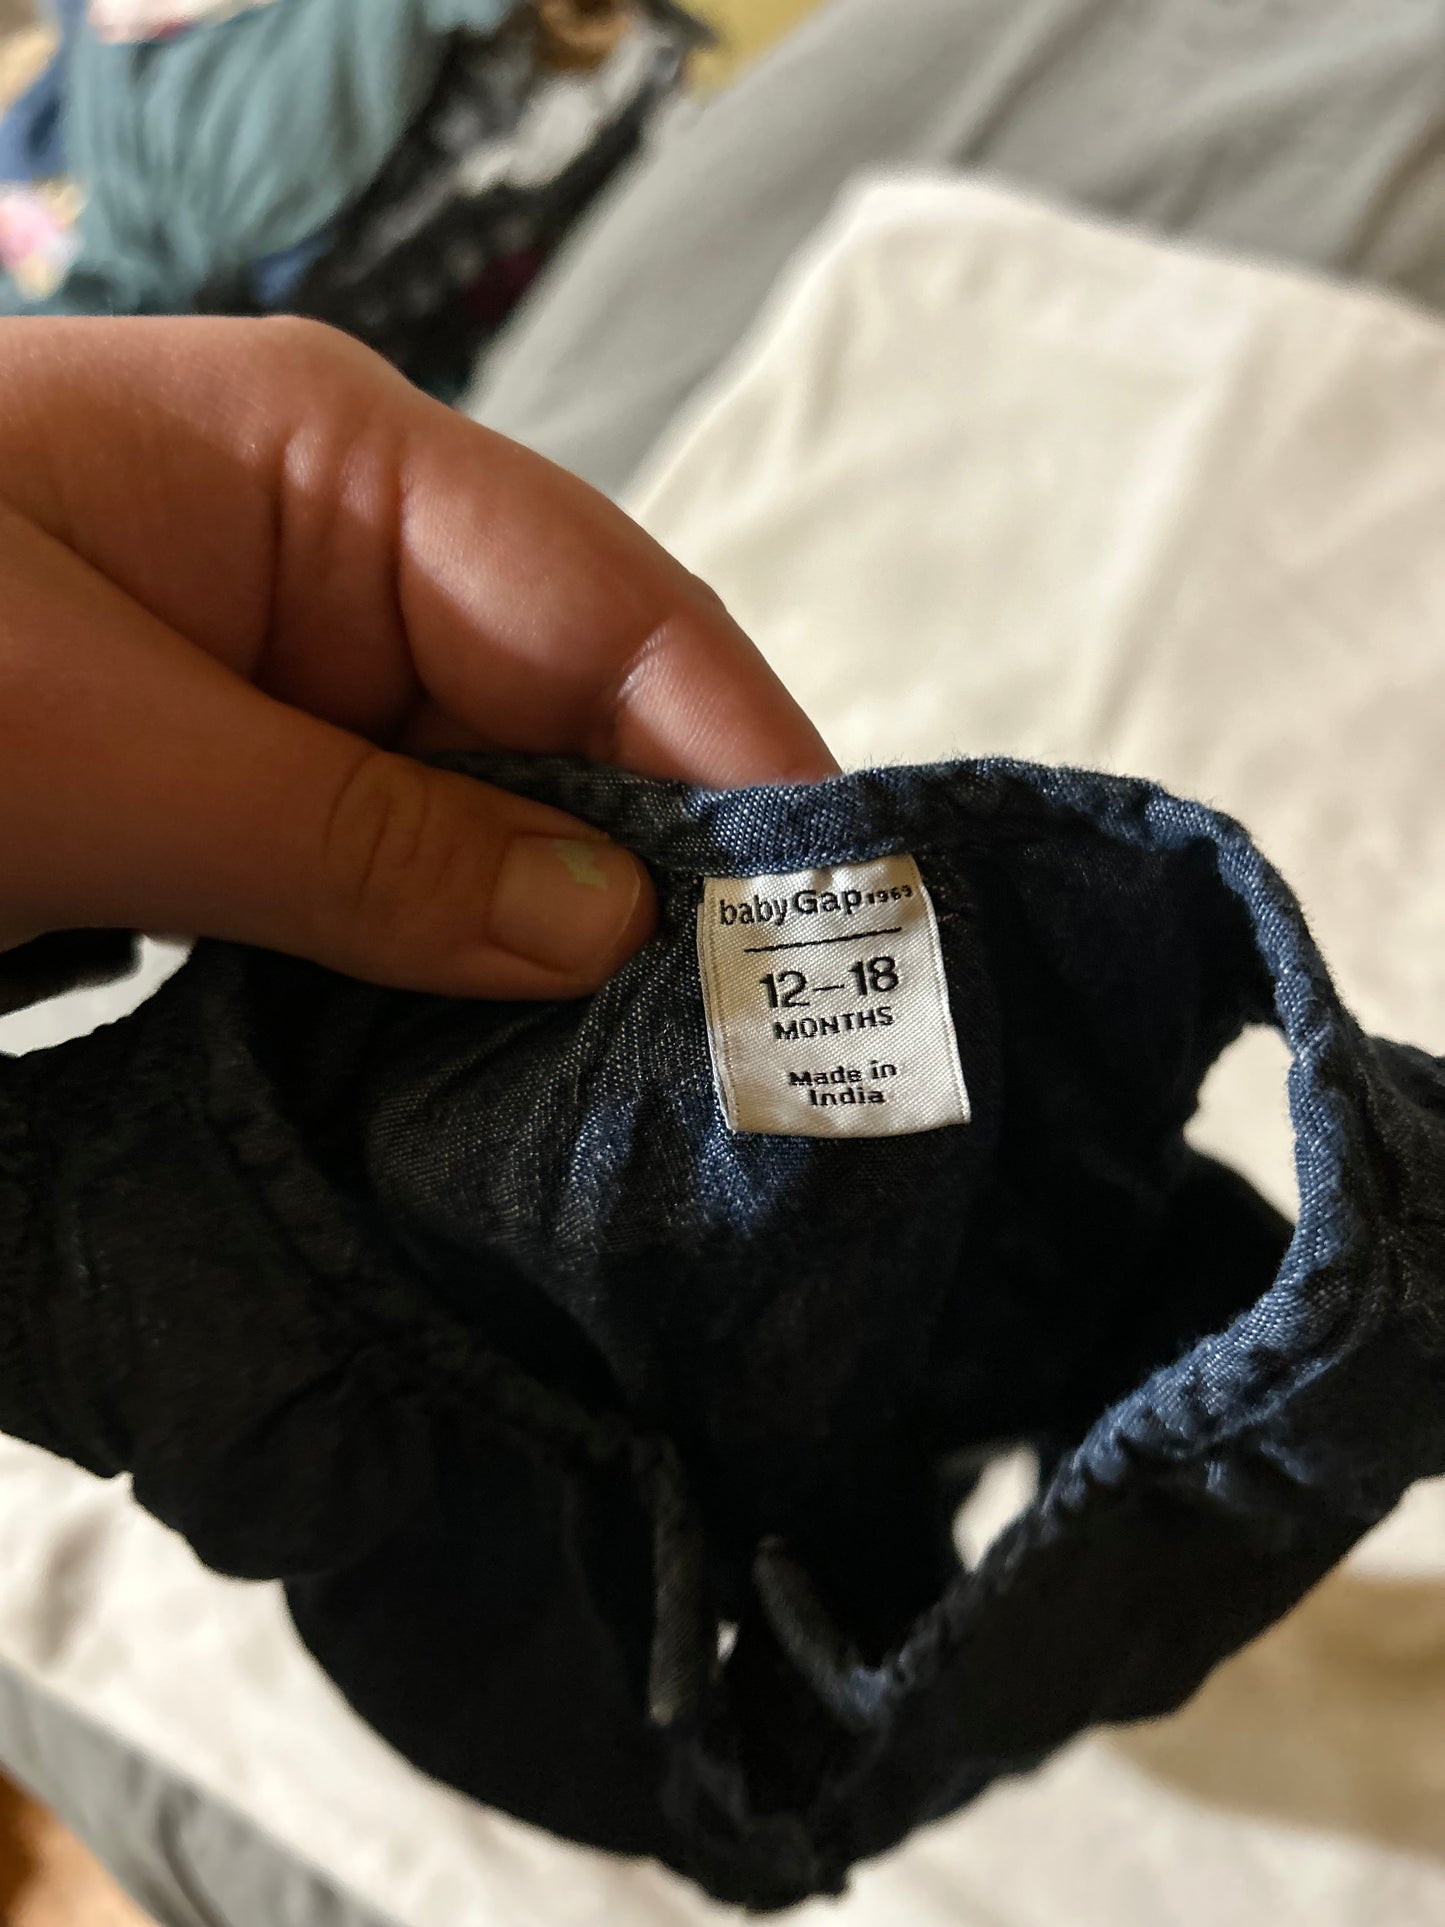 babyGap1969
12–18
MONTHS
Made in
India